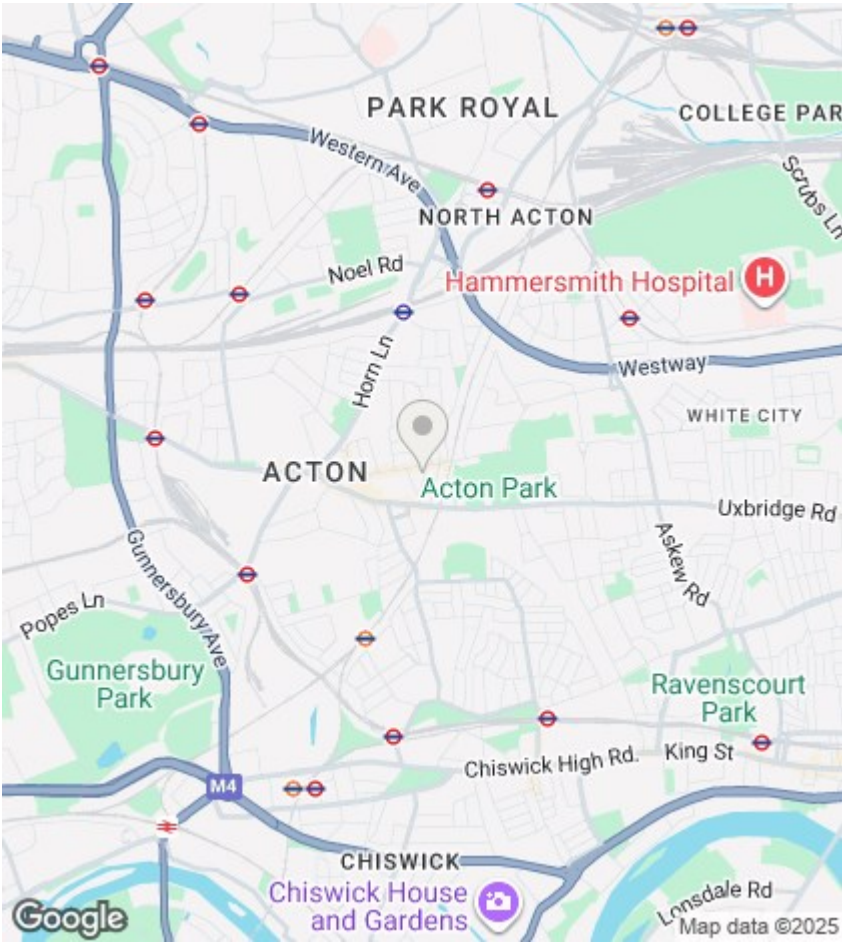 PARK ROYAL
COLLEGE PAR
Western Ave
Scrubs Ln
NORTH ACTON
Noel Rd
Hammersmith Hospital
H
Horn Ln
Westway
WHITE CITY
ACTON
Acton Park
Uxbridge Rd
Askew Rd
Gunnersbury Ave
Popes Ln
Gunnersbury
Park
Ravenscourt
Park
Chiswick High Rd.
King St
M4
CHISWICK
Chiswick House
and Gardens
Lonsdale Rd
Google
Map data ©2025